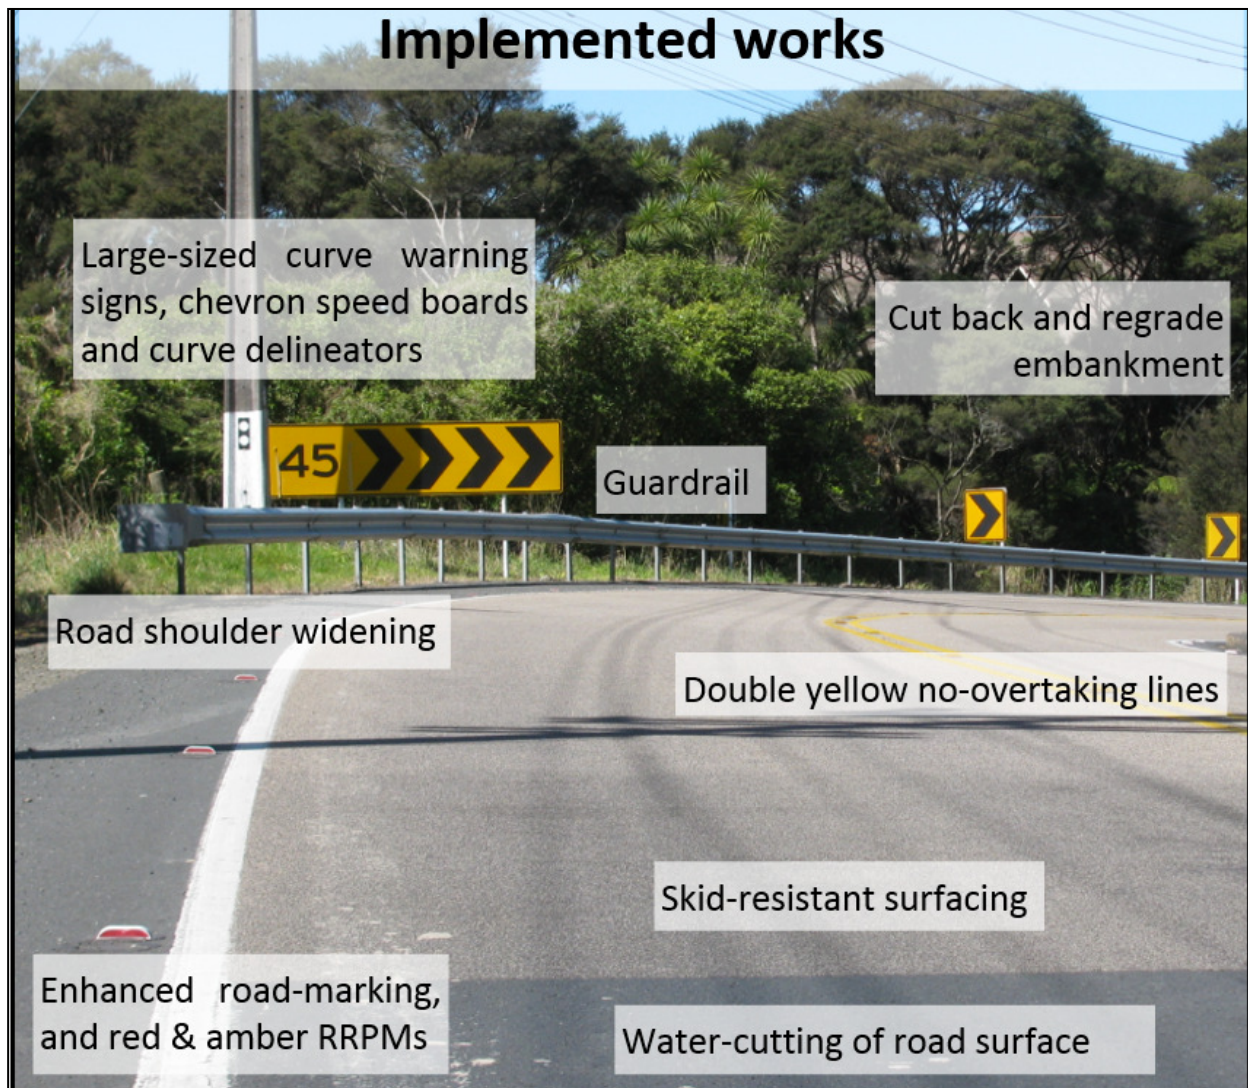 Implemented works
Large-sized curve warning
signs, chevron speed boards
and curve delineators
Cut back and regrade
embankment
45
Guardrail
Road shoulder widening
Double yellow no-overtaking lines
Skid-resistant surfacing
Enhanced road-marking,
and red & amber RRPMs
Water-cutting of road surface